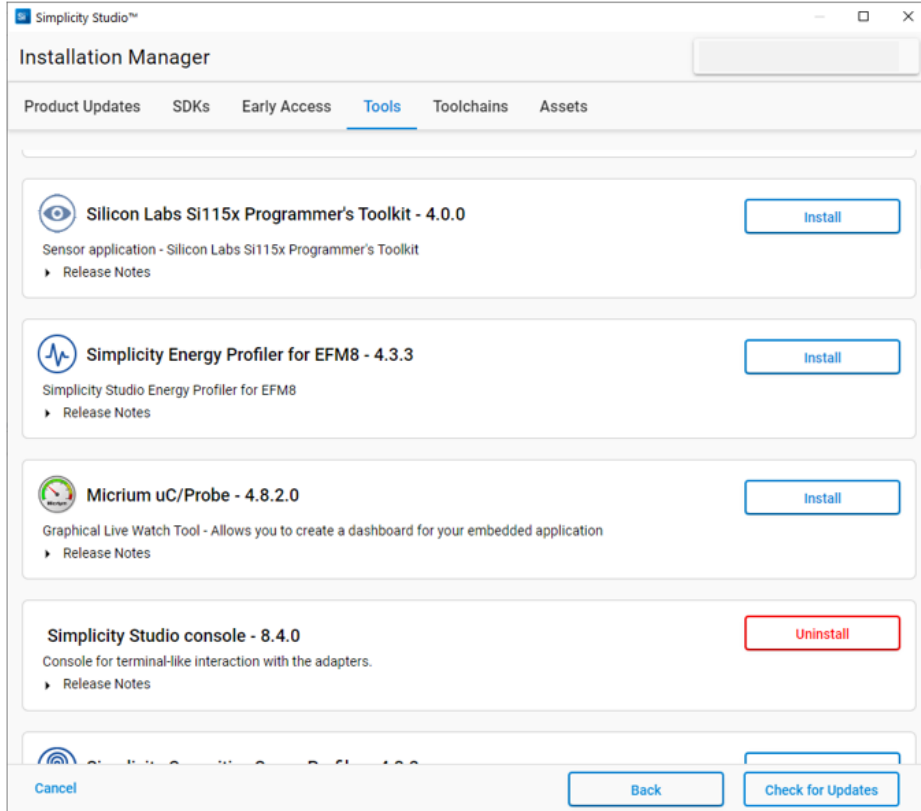 Simplicity Studio™
Installation Manager
Product Updates SDKs Early Access Tools Toolchains Assets
Silicon Labs Si115x Programmer's Toolkit - 4.0.0
Install
Sensor application - Silicon Labs Si115x Programmer's Toolkit
Release Notes
Simplicity Energy Profiler for EFM8 - 4.3.3
Install
Simplicity Studio Energy Profiler for EFM8
Release Notes
Micrium uC/Probe - 4.8.2.0
Install
Graphical Live Watch Tool - Allows you to create a dashboard for your embedded application
Release Notes
Simplicity Studio console - 8.4.0
Uninstall
Console for terminal-like interaction with the adapters.
Release Notes
Cancel
Back
Check for Updates